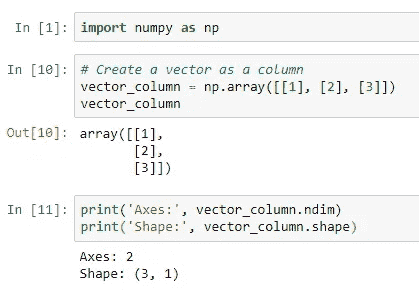 In [1]: import numpy as np
In [10]: # Create a vector as a column
vector_column = np.array([[1], [2], [3]])
vector_column
Out[10]: array([[1],
       [2],
       [3]])
In [11]: print('Axes:', vector_column.ndim)
print('Shape:', vector_column.shape)
Axes: 2
Shape: (3, 1)